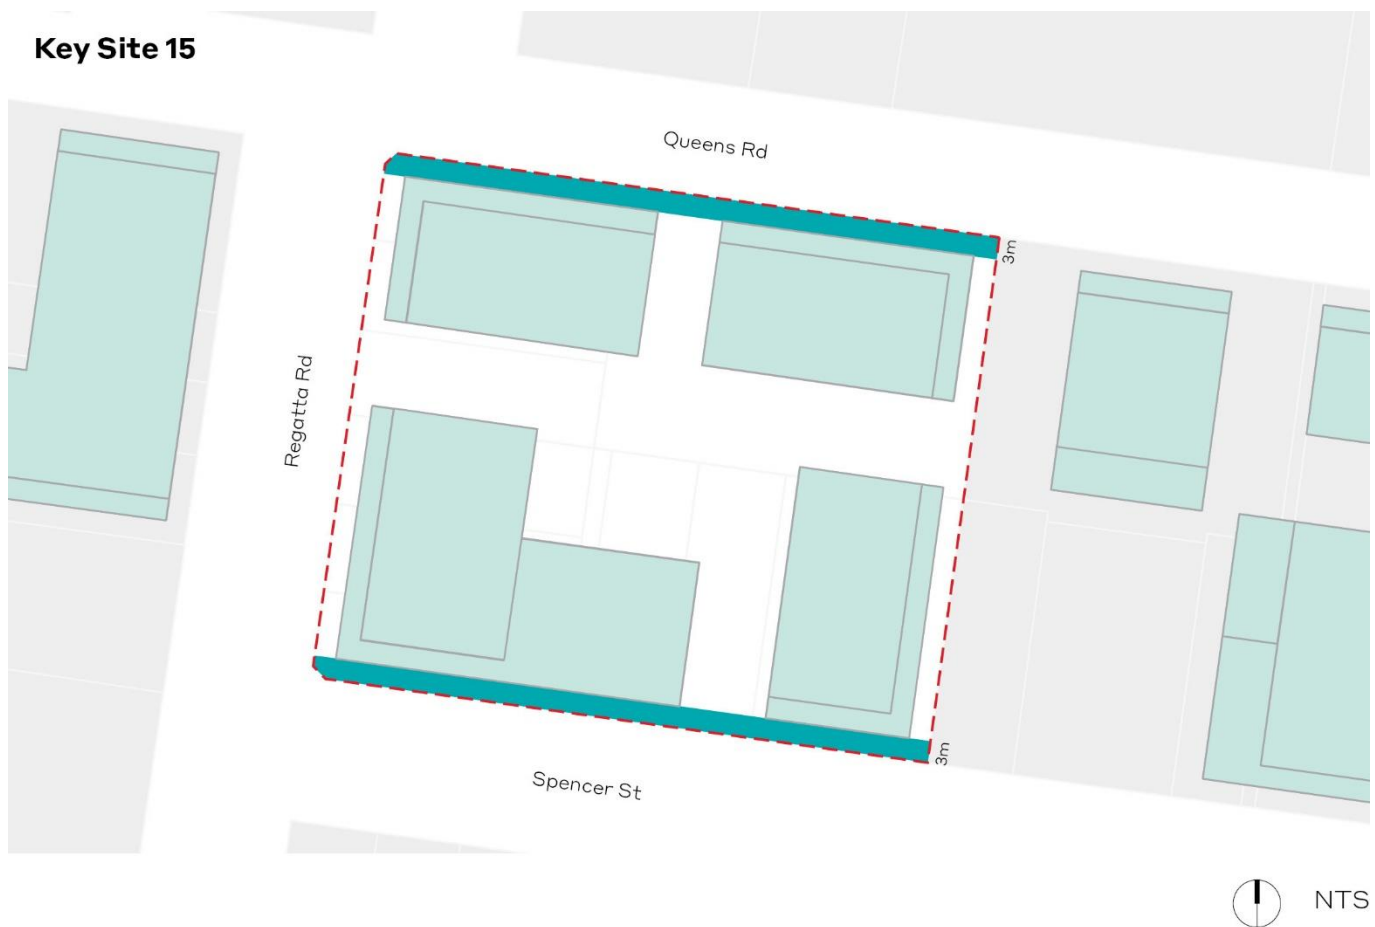 Key Site 15
Queens Rd
3m
Regatta Rd
3m
Spencer St
NTS